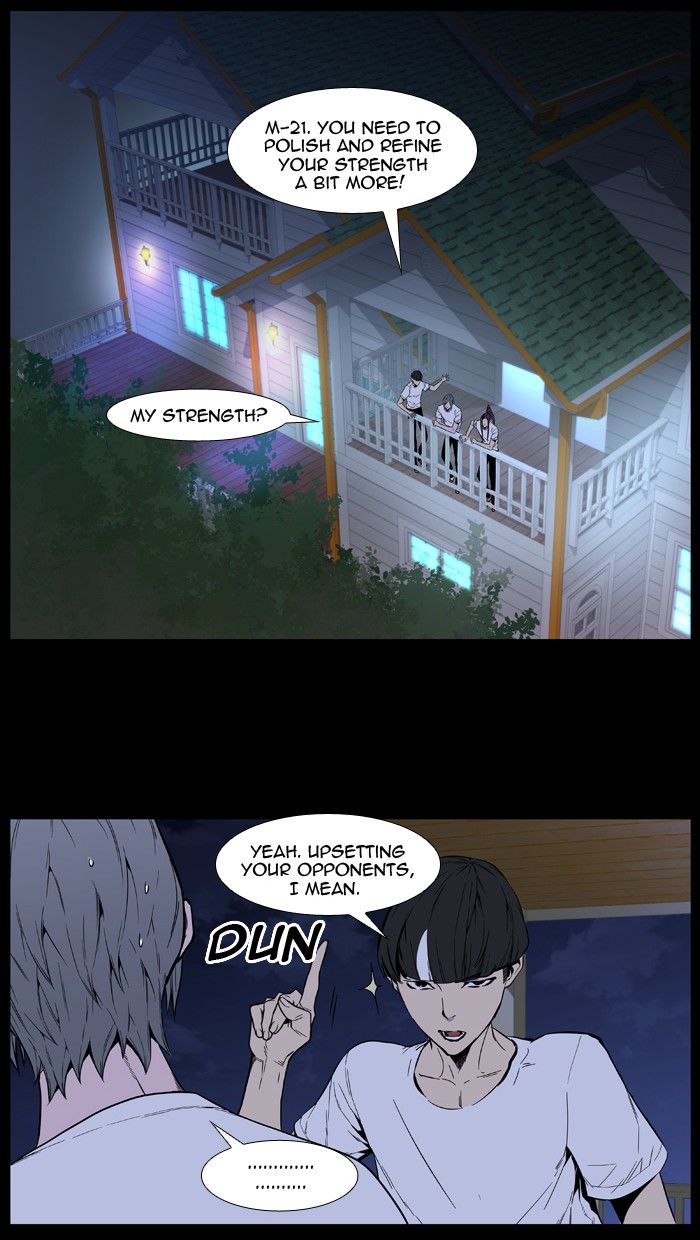 M-21. YOU NEED TO
POLISH AND REFINE
YOUR STRENGTH
A BIT MORE!
MY STRENGTH?
YEAH. UPSETTING
YOUR OPPONENTS,
I MEAN.
DUN
.............
..........